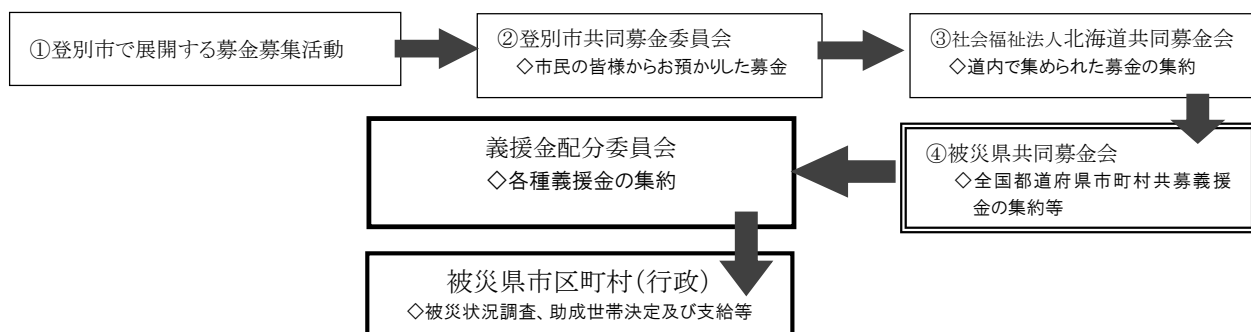 ①登別市で展開する募金募集活動
②登別市共同募金委員会
◇市民の皆様からお預かりした募金
③社会福祉法人北海道共同募金会
◇道内で集められた募金の集約
④被災県共同募金会
◇全国都道府県市町村共募義援
金の集約等
義援金配分委員会
◇各種義援金の集約
被災県市区町村(行政)
◇被災状況調査、助成世帯決定及び支給等